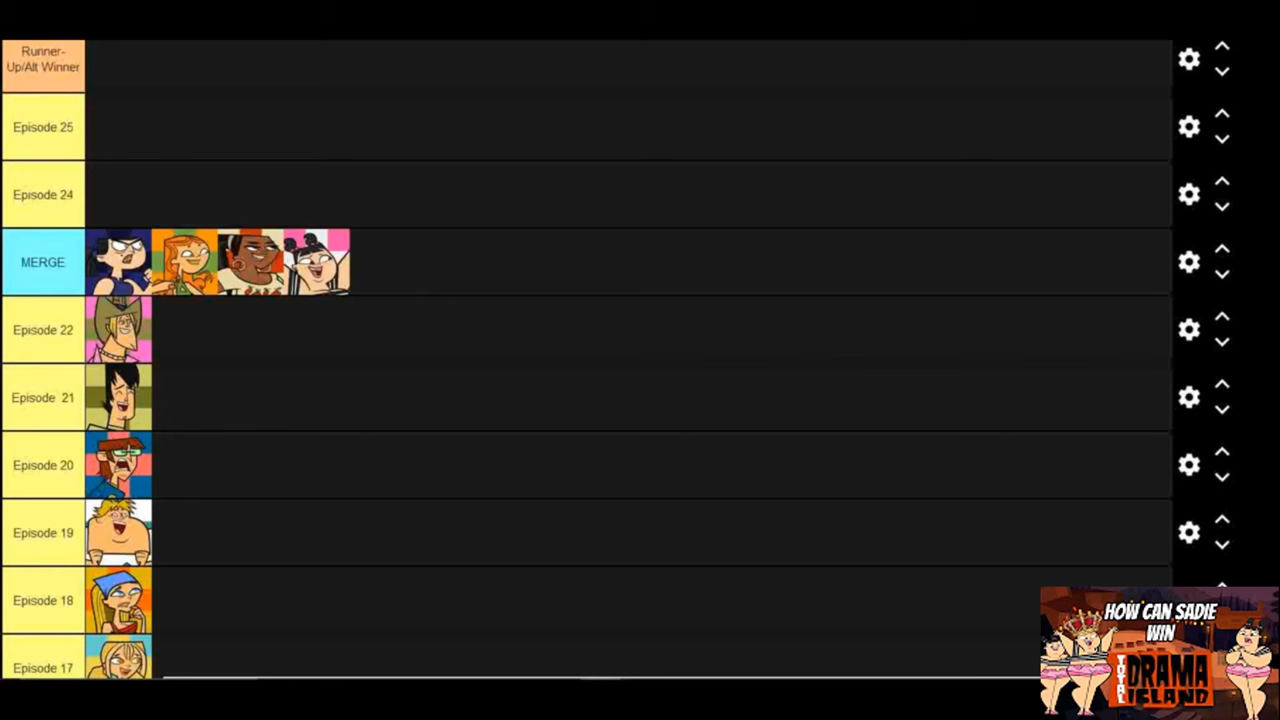 Runner-
Up/Alt Winner
Episode 25
Episode 24
MERGE
Episode 22
Episode  21
Episode 20
Episode 19
Episode 18
Episode 17
HOW CAN SADIE
WIN
TOTAL
DRAMA
ISLAND